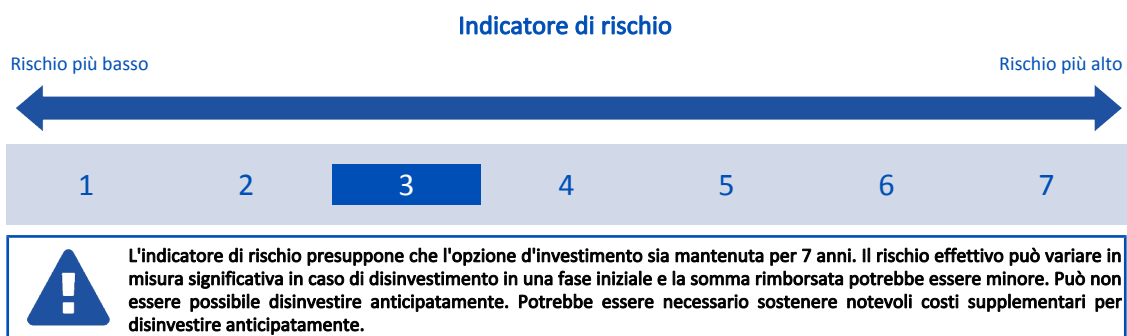 Indicatore di rischio
Rischio più basso
Rischio più alto
1 2 3 4 5 6 7
L'indicatore di rischio presuppone che l'opzione d'investimento sia mantenuta per 7 anni. Il rischio effettivo può variare in
misura significativa in caso di disinvestimento in una fase iniziale e la somma rimborsata potrebbe essere minore. Può non
essere possibile disinvestire anticipatamente. Potrebbe essere necessario sostenere notevoli costi supplementari per
disinvestire anticipatamente.